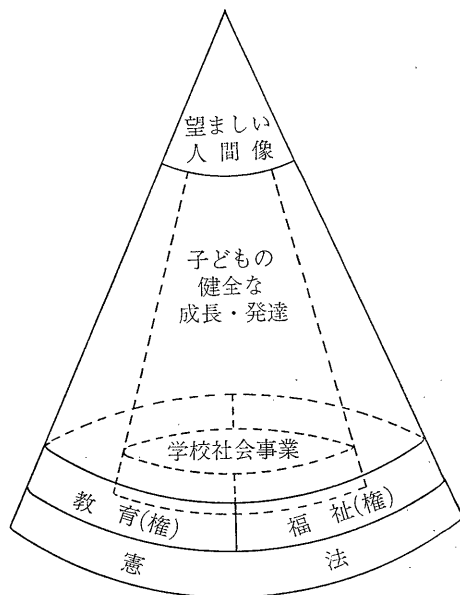 望ましい
人間像
子どもの
健全な
成長・発達
学校社会事業
教育(権)
福祉(権)
憲法